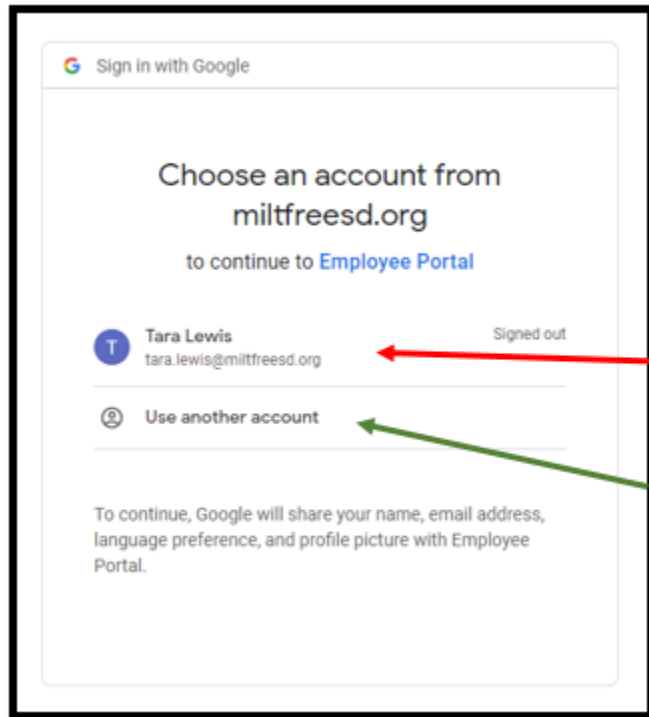 G Sign in with Google
Choose an account from
miltfreesd.org
to continue to Employee Portal
T
Tara Lewis
Signed out
tara.lewis@miltfreesd.org
Use another account
To continue, Google will share your name, email address,
language preference, and profile picture with Employee
Portal.